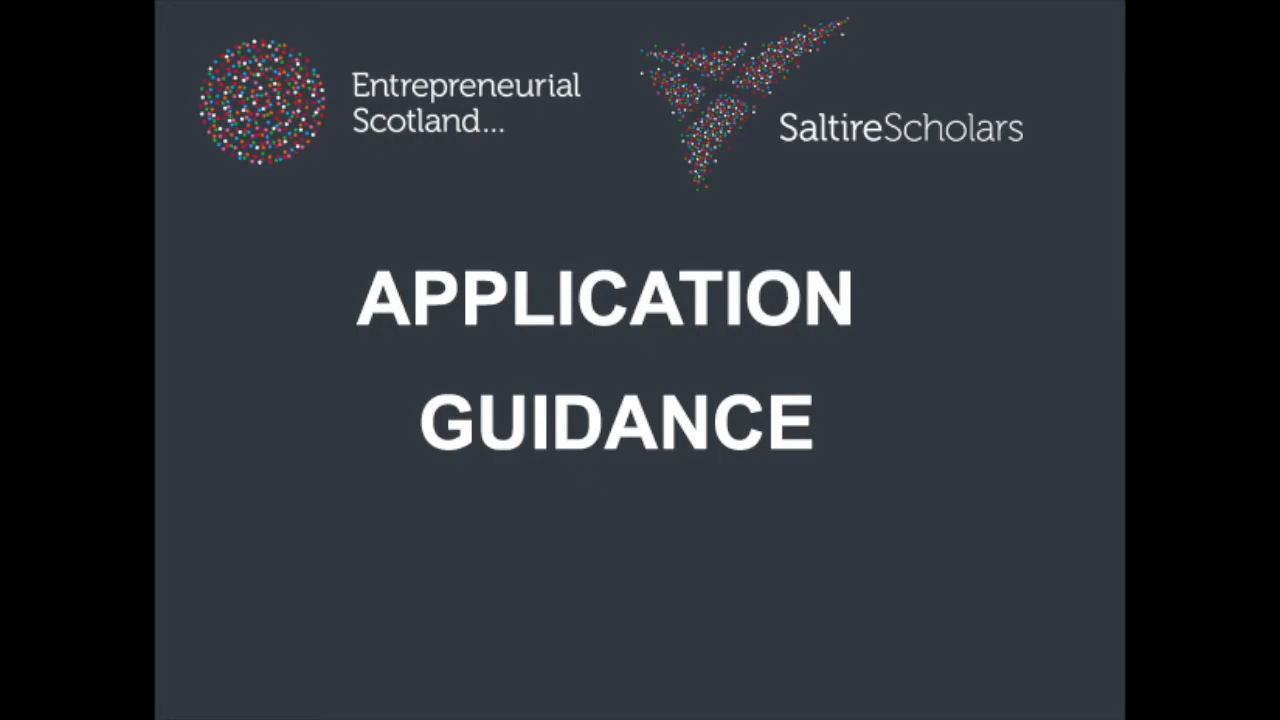 Entrepreneurial
Scotland...
SaltireScholars
APPLICATION
GUIDANCE